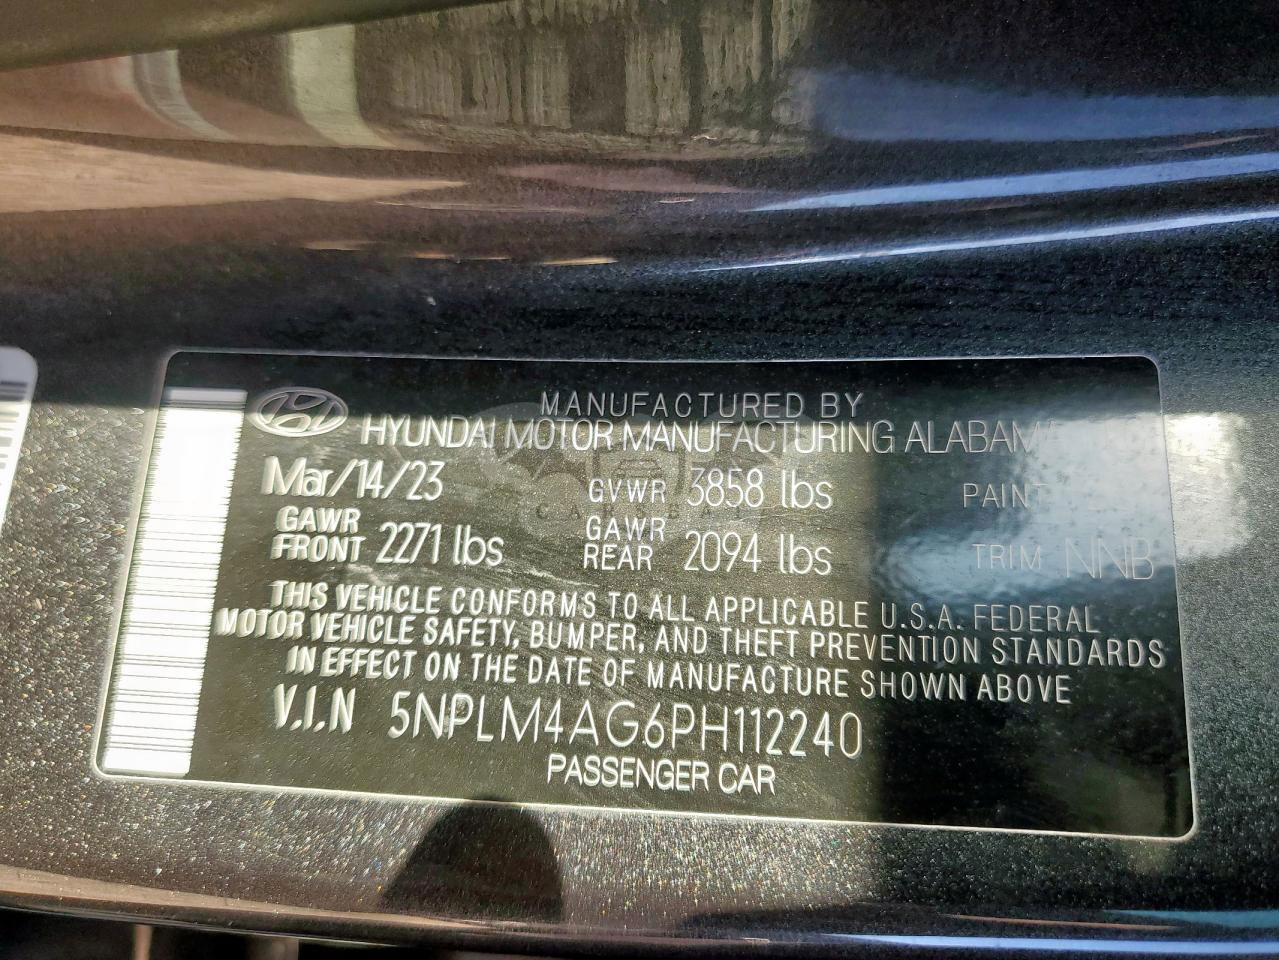 MANUFACTURED BY
HYUNDAI MOTOR MANUFACTURING ALABAMA
Mar/14/23 GVWR 3858 lbs PAINT
GAWR FRONT 2271 lbs GAWR REAR 2094 lbs TRIM NNB
THIS VEHICLE CONFORMS TO ALL APPLICABLE U.S.A. FEDERAL
MOTOR VEHICLE SAFETY, BUMPER, AND THEFT PREVENTION STANDARDS
IN EFFECT ON THE DATE OF MANUFACTURE SHOWN ABOVE
V.I.N 5NPLM4AG6PH112240
PASSENGER CAR